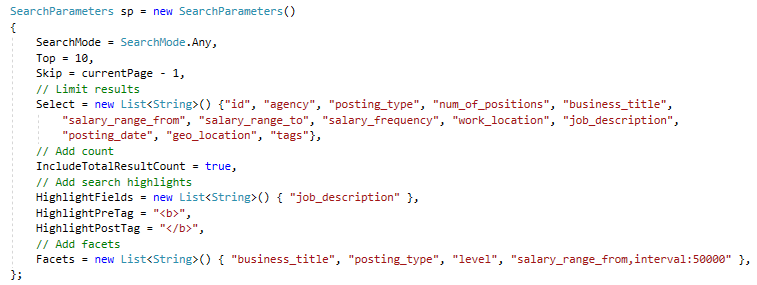 SearchParameters sp = new SearchParameters()
{
SearchMode = SearchMode.Any,
Top = 10,
Skip = currentPage - 1,
// Limit results
Select = new List<String>() {"id", "agency", "posting_type", "num_of_positions", "business_title",
"salary_range_from", "salary_range_to", "salary_frequency", "work_location", "job_description",
"posting_date", "geo_location", "tags"},
// Add count
IncludeTotalResultCount = true,
// Add search highlights
HighlightFields = new List<String>() { "job_description" },
HighlightPreTag = "<b>",
HighlightPostTag = "</b>",
// Add facets
Facets = new List<String>() { "business_title", "posting_type", "level", "salary_range_from,interval:50000" },
};